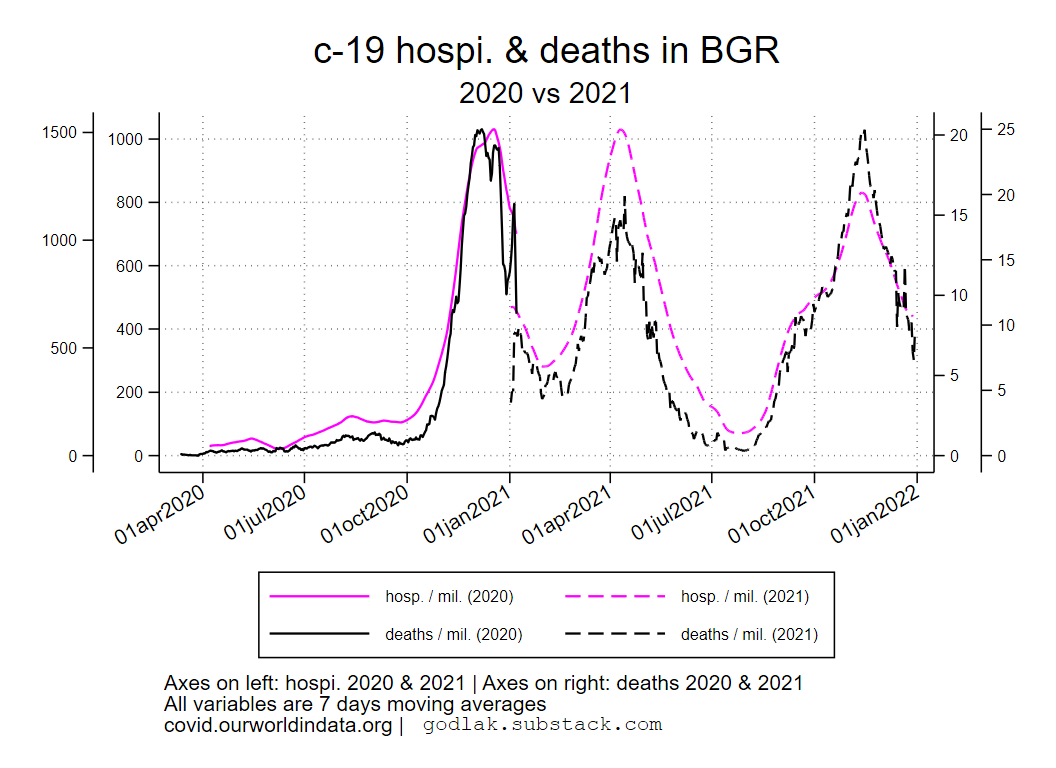 c-19 hospi. & deaths in BGR
2020 vs 2021
1500
1000
500
0
1000
800
600
400
200
0
20
15
10
5
0
25
20
15
10
5
0
01apr2020
01jul2020
01oct2020
01jan2021
01apr2021
01jul2021
01oct2021
01jan2022
hosp. / mil. (2020) hosp. / mil. (2021)
deaths / mil. (2020) deaths / mil. (2021)
Axes on left: hospi. 2020 & 2021 | Axes on right: deaths 2020 & 2021
All variables are 7 days moving averages
covid.ourworldindata.org | godlak.substack.com